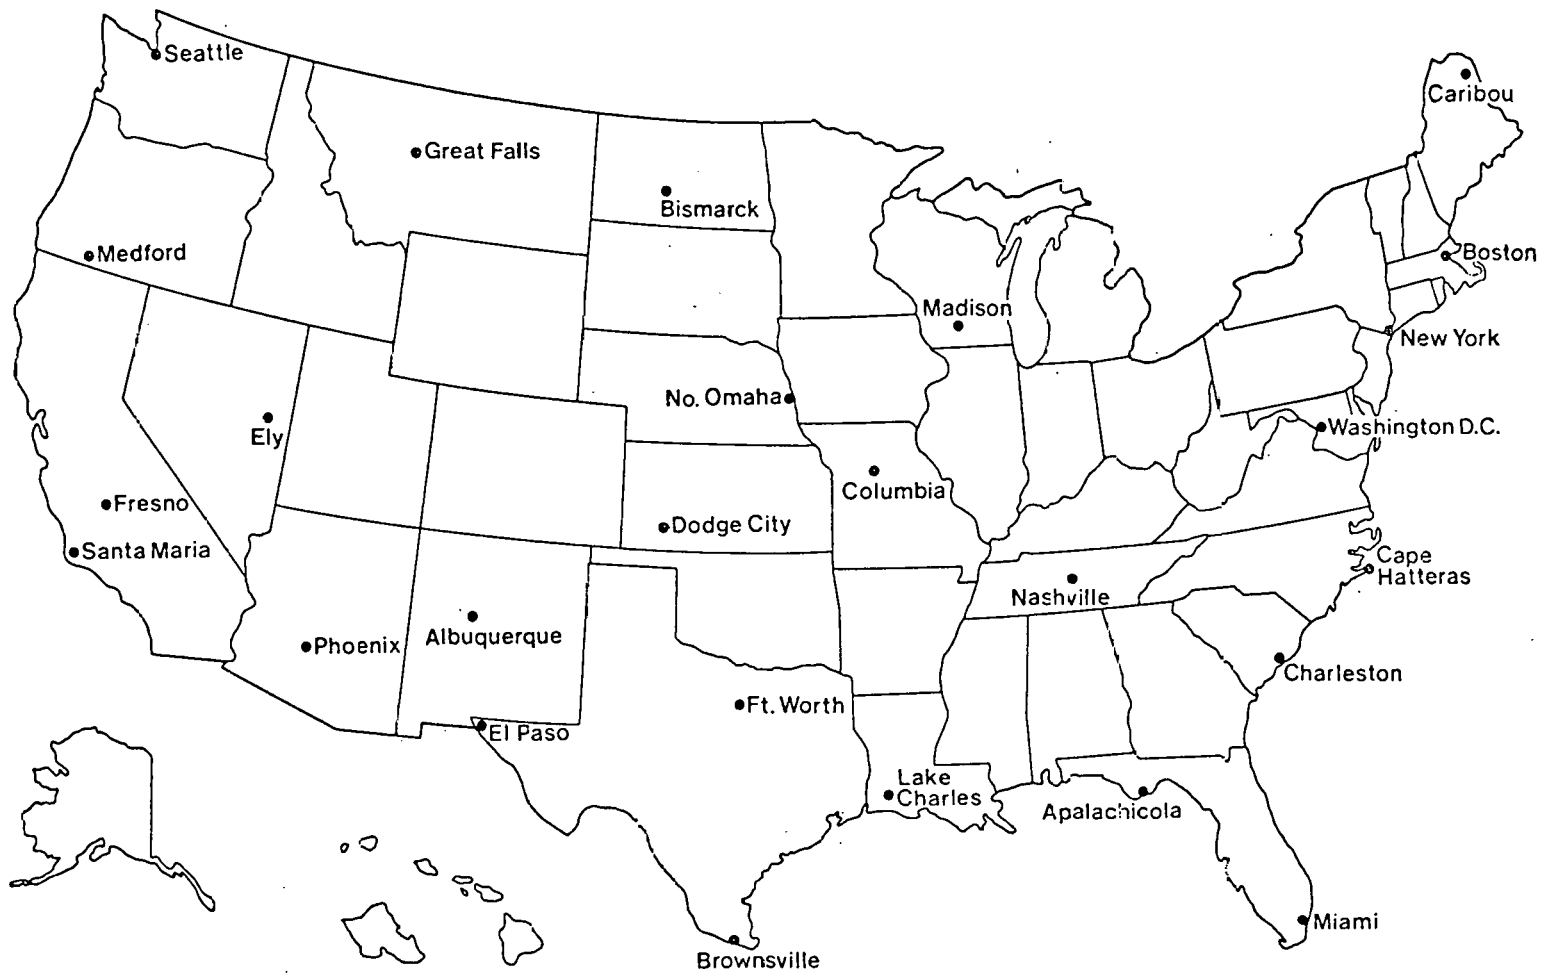 Seattle
Caribou
Great Falls
Bismarck
Medford
Boston
Madison
New York
No. Omaha
Washington D.C.
Ely
Columbia
Fresno
Dodge City
Santa Maria
Cape
Hatteras
Nashville
Albuquerque
Phoenix
Charleston
Ft. Worth
El Paso
Lake
Charles
Apalachicola
Miami
Brownsville